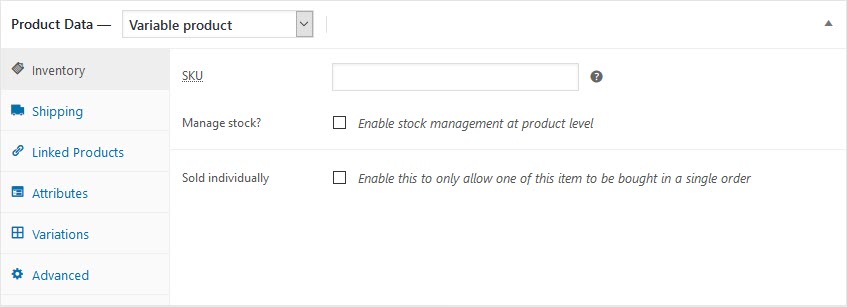 Product Data — Variable product
Inventory
Shipping
Linked Products
Attributes
Variations
Advanced
SKU
Manage stock? Enable stock management at product level
Sold individually Enable this to only allow one of this item to be bought in a single order